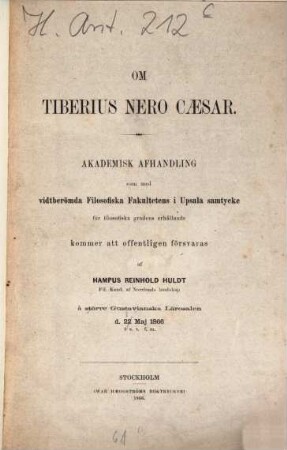 H. Ant. 212 c
OM
TIBERIUS NERO CÆSAR.
AKADEMISK AFHANDLING
som med
vidtberömda Filosofiska Fakultetens i Upsala samtycke
för filosofiska gradens erhållande
kommer att offentligen försvaras
af
HAMPUS REINHOLD HULDT
Fil. Kand. af Nerikes landskap
å större Gustavianska Lärosalen
d. 22 Maj 1866
STOCKHOLM
1866.